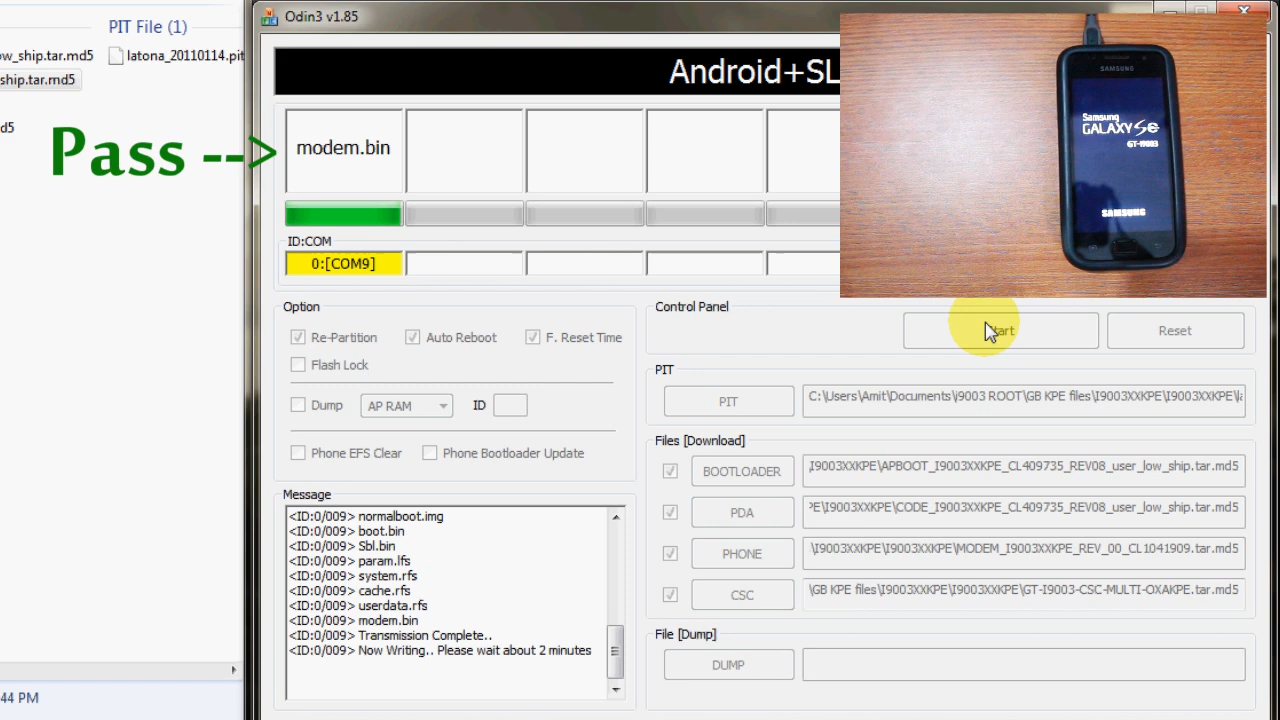 PIT File (1)
ow_ship.tar.md5
latona_20110114.pit
ship.tar.md5
d5
Pass -->
44 PM
Odin3 v1.85
Android+SL
modem.bin
ID:COM
0:[COM9]
SAMSUNG
Samsung
GALAXY S
GT-I9003
SAMSUNG
Option
Re-Partition
Auto Reboot
F. Reset Time
Flash Lock
Dump
AP RAM
ID
Phone EFS Clear
Phone Bootloader Update
Message
<ID:0/009> normalboot.img
<ID:0/009> boot.bin
<ID:0/009> Sbl.bin
<ID:0/009> param.lfs
<ID:0/009> system.rfs
<ID:0/009> cache.rfs
<ID:0/009> userdata.rfs
<ID:0/009> modem.bin
<ID:0/009> Transmission Complete..
<ID:0/009> Now Writing.. Please wait about 2 minutes
Control Panel
Start
Reset
PIT
PIT
C:\Users\Amit\Documents\i9003 ROOT\GB KPE files\I9003XXKPE\I9003XXKPE\
Files [Download]
BOOTLOADER
I9003XXKPE\APBOOT_I9003XXKPE_CL409735_REV08_user_low_ship.tar.md5
PDA
PE\I9003XXKPE\CODE_I9003XXKPE_CL409735_REV08_user_low_ship.tar.md5
PHONE
\I9003XXKPE\I9003XXKPE\MODEM_I9003XXKPE_REV_00_CL1041909.tar.md5
CSC
\GB KPE files\I9003XXKPE\I9003XXKPE\GT-I9003-CSC-MULTI-OXAKPE.tar.md5
File [Dump]
DUMP